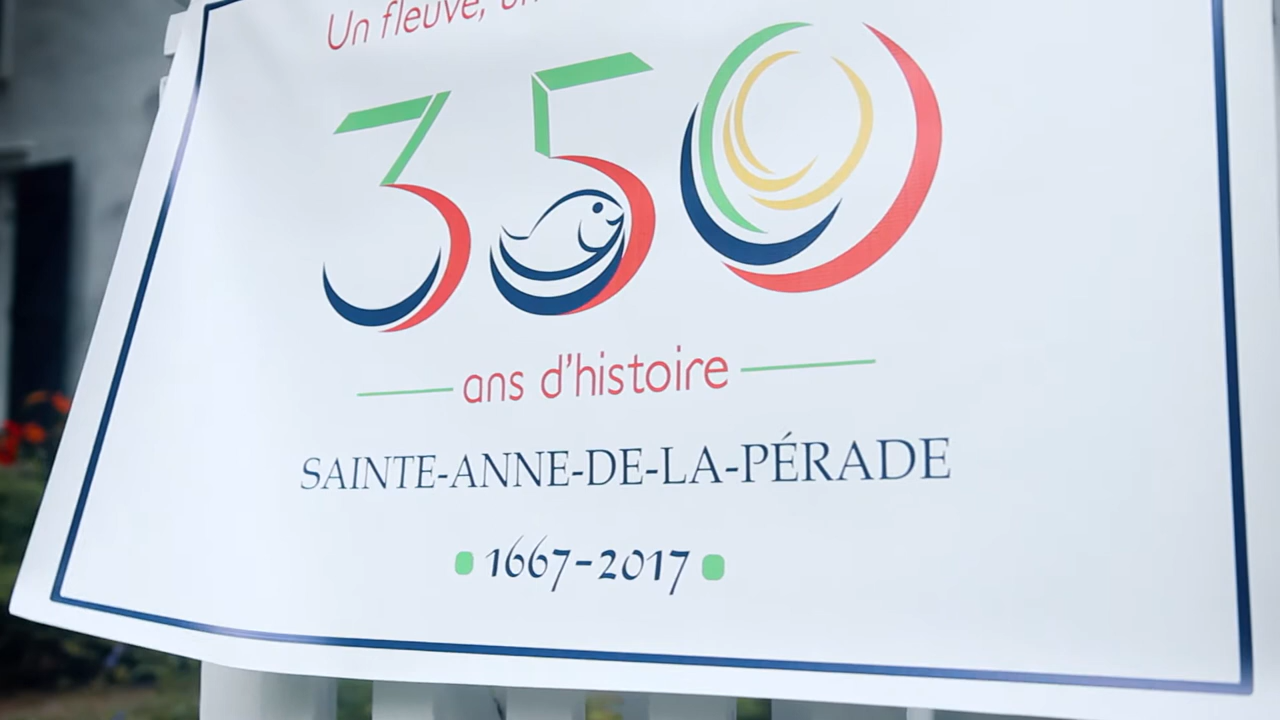 Un fleuve,
350
ans d'histoire
SAINTE-ANNE-DE-LA-PÉRADE
1667-2017